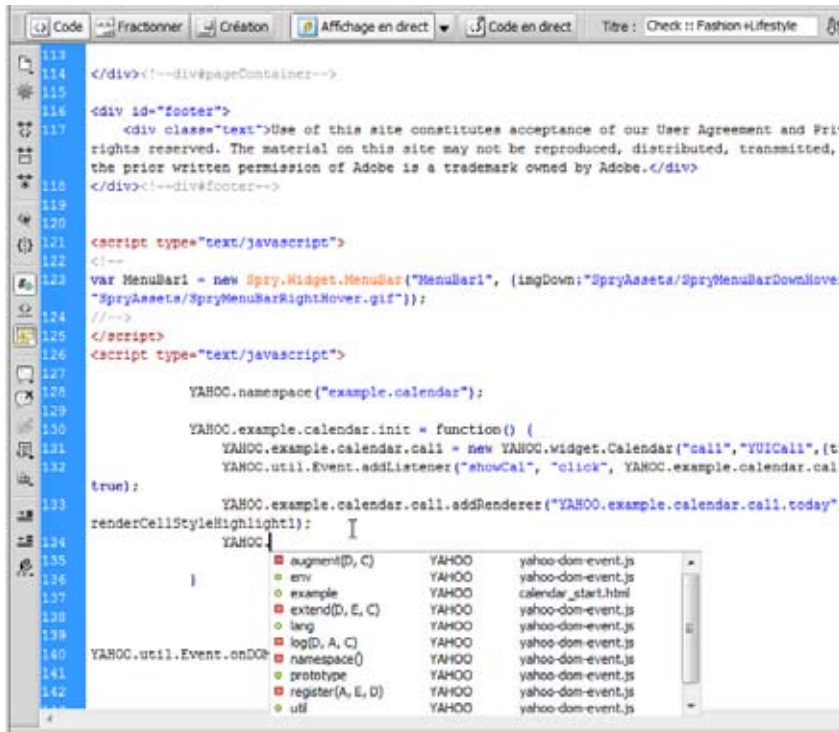 Code Fractionner Création Affichage en direct Code en direct Titre : Check :: Fashion+Lifestyle
113
114 </div><!--div#pageContainer-->
115
116 <div id="footer">
117 <div class="text">Use of this site constitutes acceptance of our User Agreement and Pri
rights reserved. The material on this site may not be reproduced, distributed, transmitted,
the prior written permission of Adobe is a trademark owned by Adobe.</div>
118 </div><!--div#footer-->
119
120
121 <script type="text/javascript">
122 <!--
123 var MenuBar1 = new Spry.Widget.MenuBar("MenuBar1", {imgDown:"SpryAssets/SpryMenuBarDownHove
"SpryAssets/SpryMenuBarRightHover.gif"});
124 //-->
125 </script>
126 <script type="text/javascript">
127
128 YAHOO.namespace("example.calendar");
129
130 YAHOO.example.calendar.init = function() {
131 YAHOO.example.calendar.cal1 = new YAHOO.widget.Calendar("cal1","YUICal1",{t
132 YAHOO.util.Event.addListener("showCal", "click", YAHOO.example.calendar.cal
true);
133 YAHOO.example.calendar.cal1.addRenderer("YAHOO.example.calendar.cal1.today"
renderCellStyleHighlight1);
134 YAHOO.
135 augment(D, C) YAHOO yahoo-dom-event.js
env YAHOO yahoo-dom-event.js
136 } example YAHOO calendar_start.html
137 extend(D, E, C) YAHOO yahoo-dom-event.js
138 lang YAHOO yahoo-dom-event.js
139 log(D, A, C) YAHOO yahoo-dom-event.js
140 YAHOO.util.Event.onDOM namespace() YAHOO yahoo-dom-event.js
141 prototype YAHOO yahoo-dom-event.js
142 register(A, E, D) YAHOO yahoo-dom-event.js
util YAHOO yahoo-dom-event.js